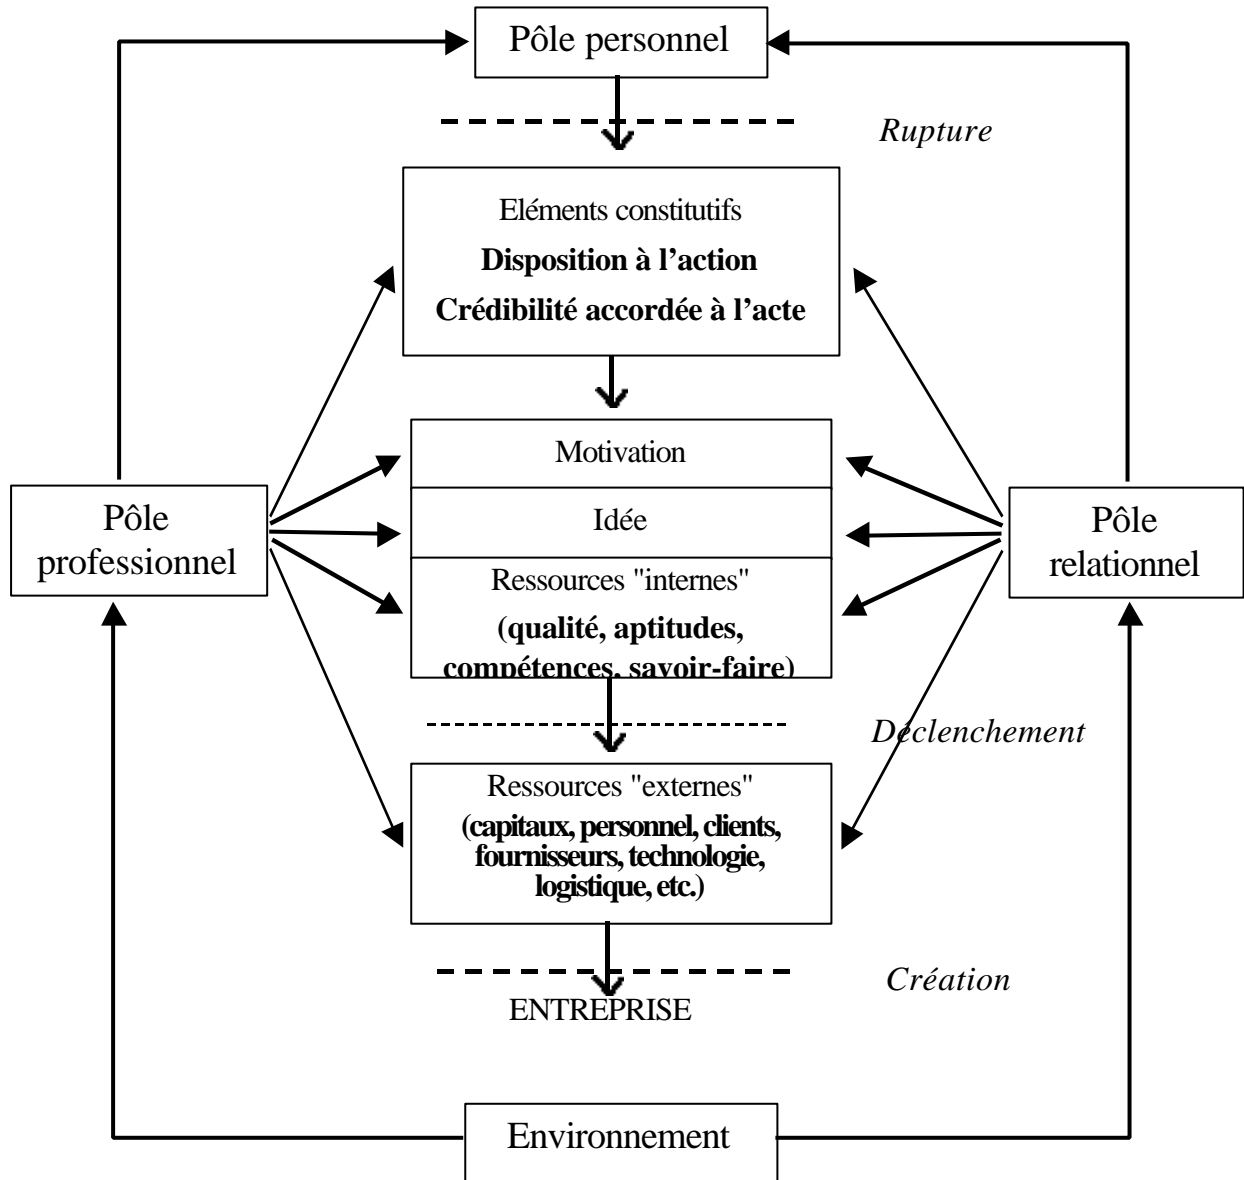 Pôle personnel
Rupture
Eléments constitutifs
Disposition à l'action
Crédibilité accordée à l'acte
Motivation
Idée
Ressources "internes"
(qualité, aptitudes,
compétences, savoir-faire)
Pôle
professionnel
Pôle
relationnel
Déclenchement
Ressources "externes"
(capitaux, personnel, clients,
fournisseurs, technologie,
logistique, etc.)
Création
ENTREPRISE
Environnement